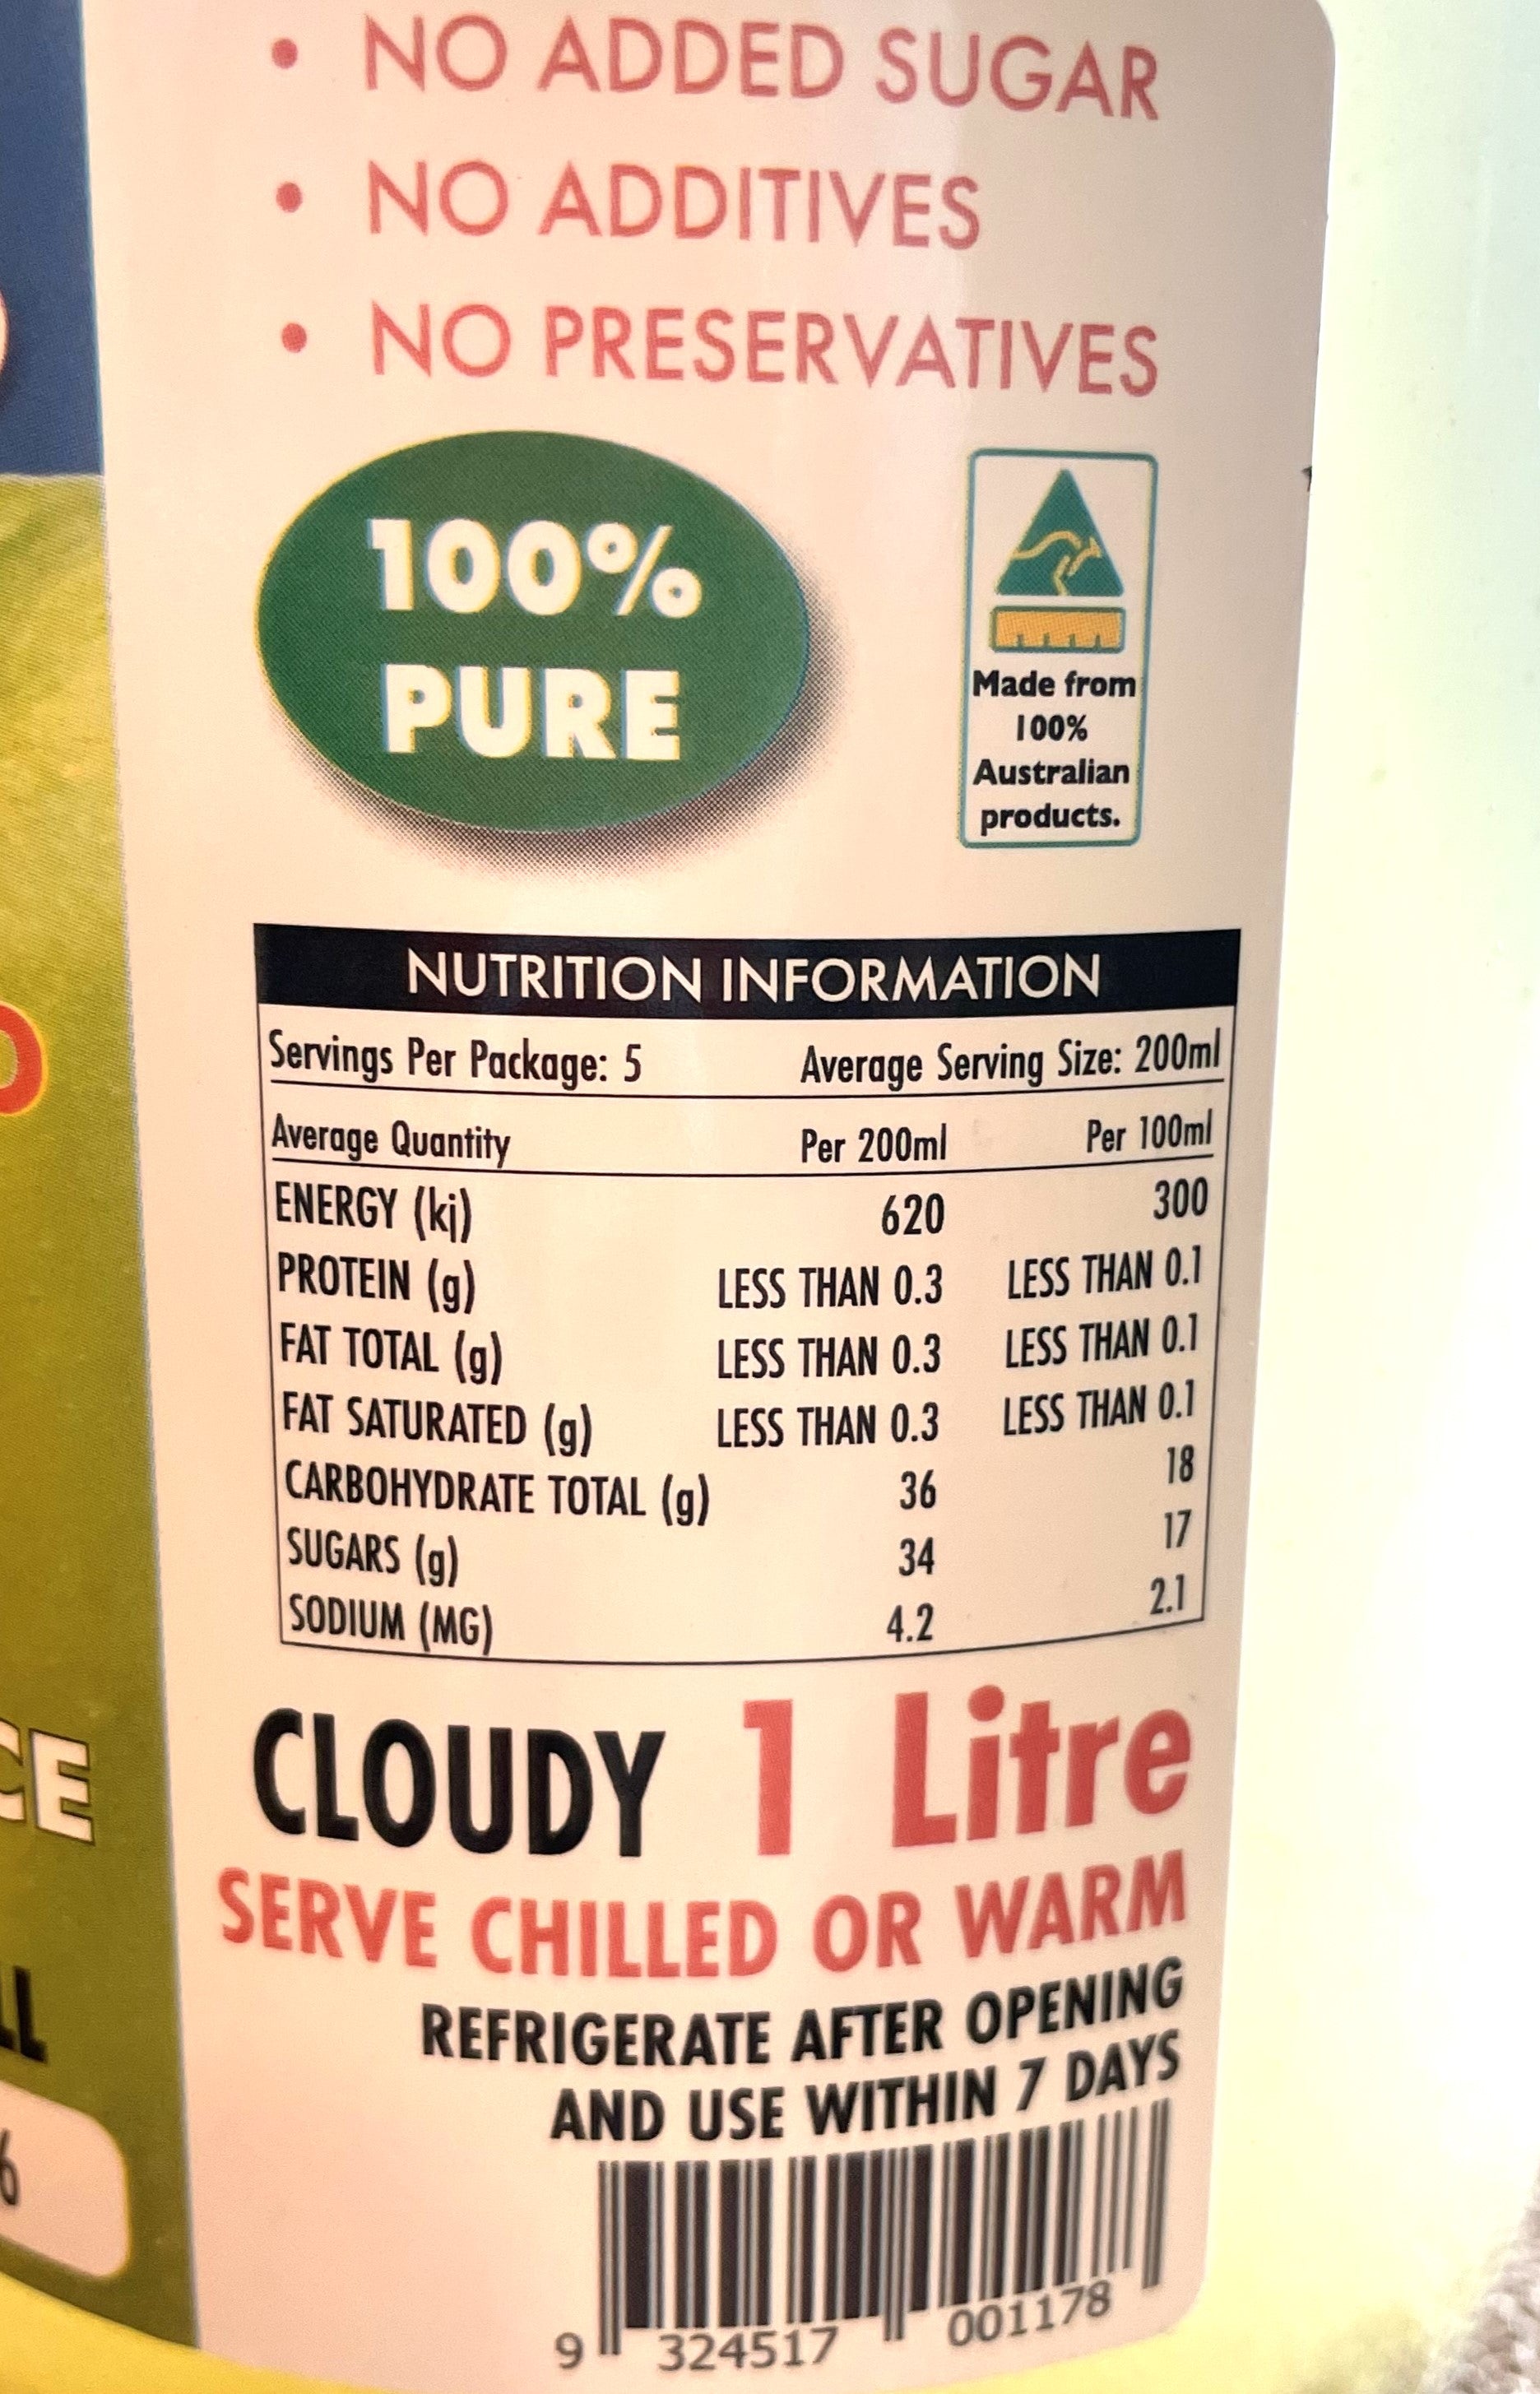 • NO ADDED SUGAR
• NO ADDITIVES
• NO PRESERVATIVES
100%
PURE
Made from
100%
Australian
products.
NUTRITION INFORMATION
Servings Per Package: 5 Average Serving Size: 200ml
Average Quantity Per 200ml Per 100ml
ENERGY (kj) 620 300
PROTEIN (g) LESS THAN 0.3 LESS THAN 0.1
FAT TOTAL (g) LESS THAN 0.3 LESS THAN 0.1
FAT SATURATED (g) LESS THAN 0.3 LESS THAN 0.1
CARBOHYDRATE TOTAL (g) 36 18
SUGARS (g) 34 17
SODIUM (MG) 4.2 2.1
CLOUDY 1 Litre
SERVE CHILLED OR WARM
REFRIGERATE AFTER OPENING
AND USE WITHIN 7 DAYS
9 324517 001178